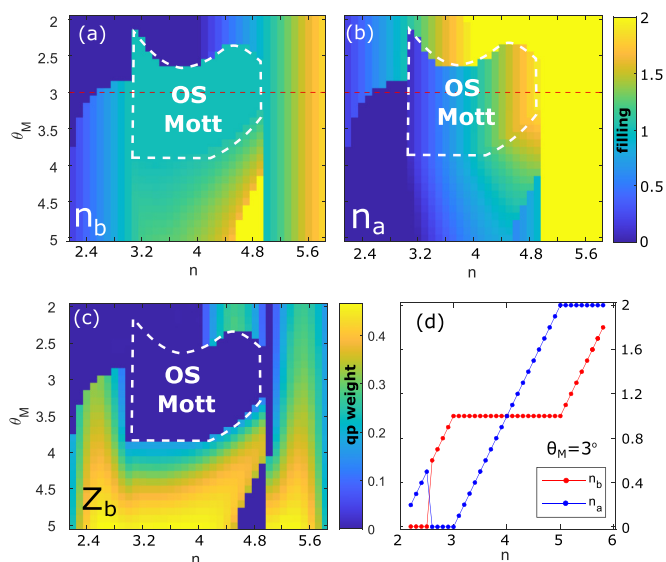 (a)
(b)
2
2.5
3
3.5
4
4.5
5
θ_M
OS
Mott
n_b
2.4
3.2
4
4.8
5.6
n
OS
Mott
n_a
2.4
3.2
4
4.8
5.6
n
2
1.5
1
0.5
0
filling
(c)
2
2.5
3
3.5
4
4.5
5
θ_M
OS
Mott
Z_b
2.4
3.2
4
4.8
5.6
n
0.4
0.3
0.2
0.1
0
qp weight
(d)
2
1.6
1.2
0.8
0.4
0
θ_M=3°
n_b
n_a
2
3
4
5
6
n